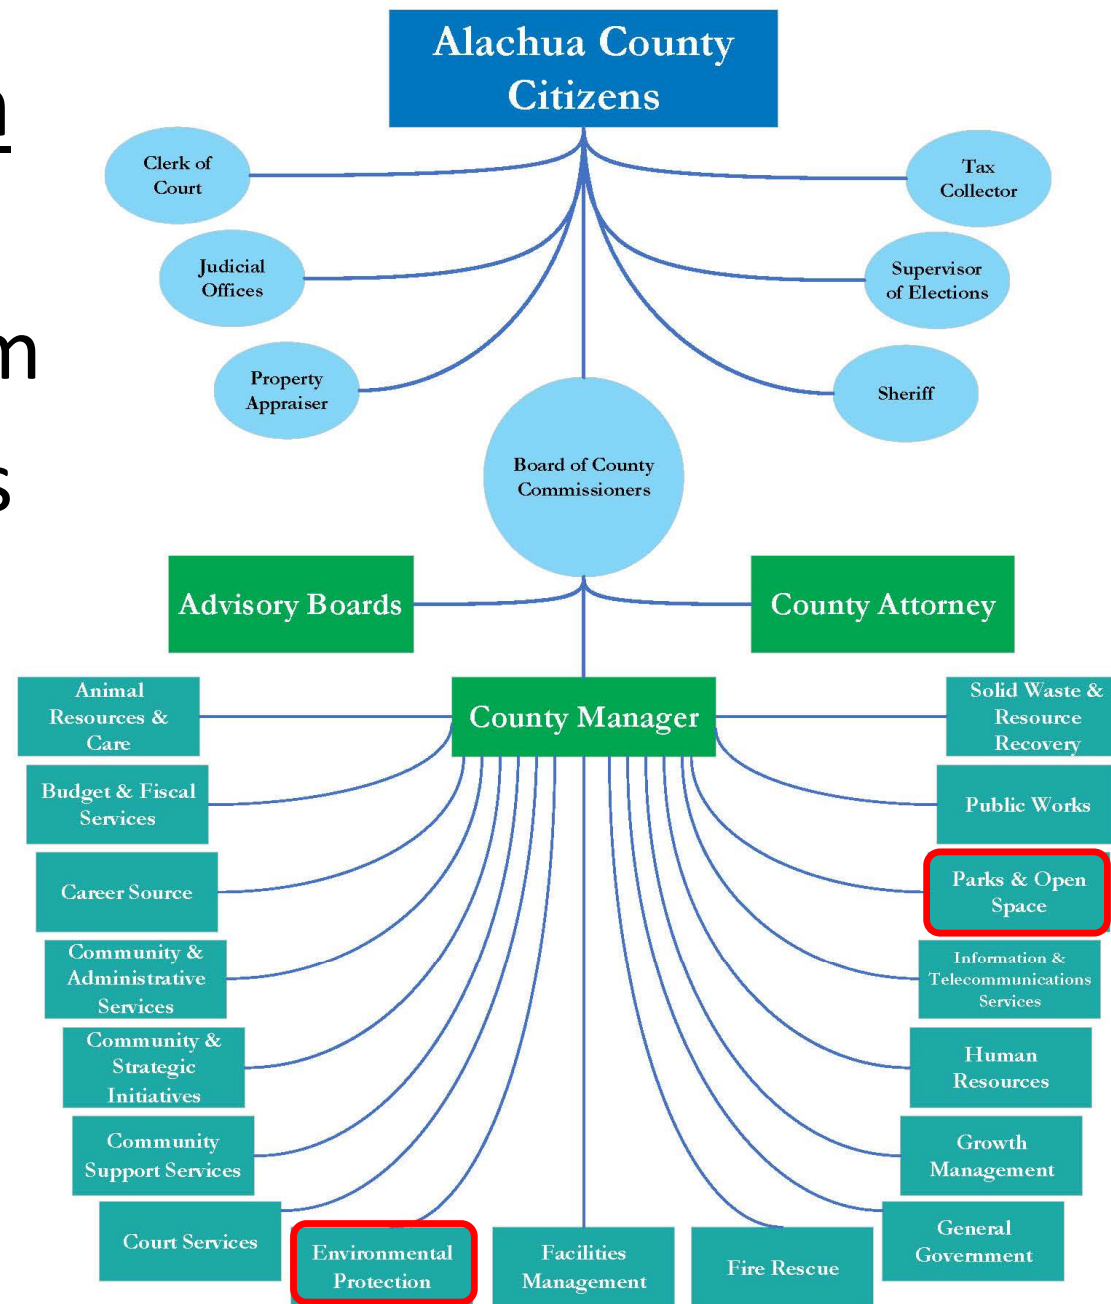 Alachua County
Citizens
Clerk of
Court
Tax
Collector
Judicial
Offices
Supervisor
of Elections
Property
Appraiser
Sheriff
m
s
Board of County
Commissioners
Advisory Boards
County Attorney
County Manager
Animal
Resources &
Care
Solid Waste &
Resource
Recovery
Budget & Fiscal
Services
Public Works
Career Source
Parks & Open
Space
Community &
Administrative
Services
Information &
Telecommunications
Services
Community &
Strategic
Initiatives
Human
Resources
Community
Support Services
Growth
Management
Court Services
General
Government
Environmental
Protection
Facilities
Management
Fire Rescue